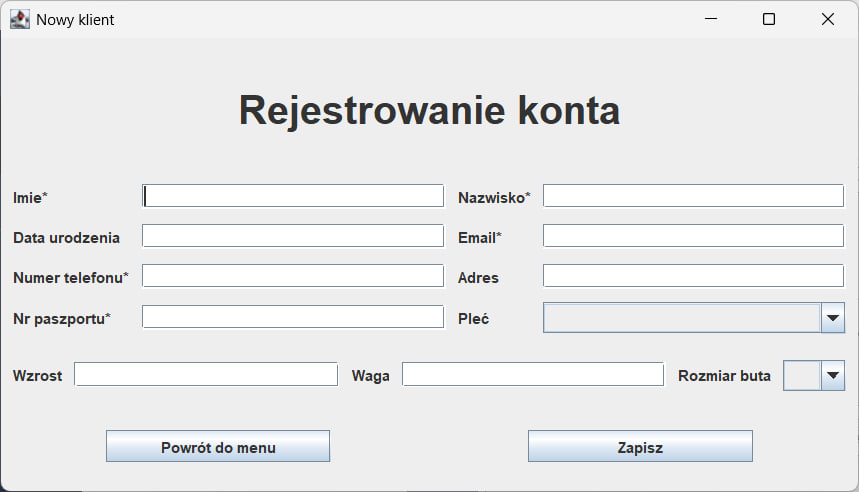 Nowy klient
Rejestrowanie konta
Imie* Nazwisko*
Data urodzenia Email*
Numer telefonu* Adres
Nr paszportu* Pleć
Wzrost Waga Rozmiar buta
Powrót do menu Zapisz